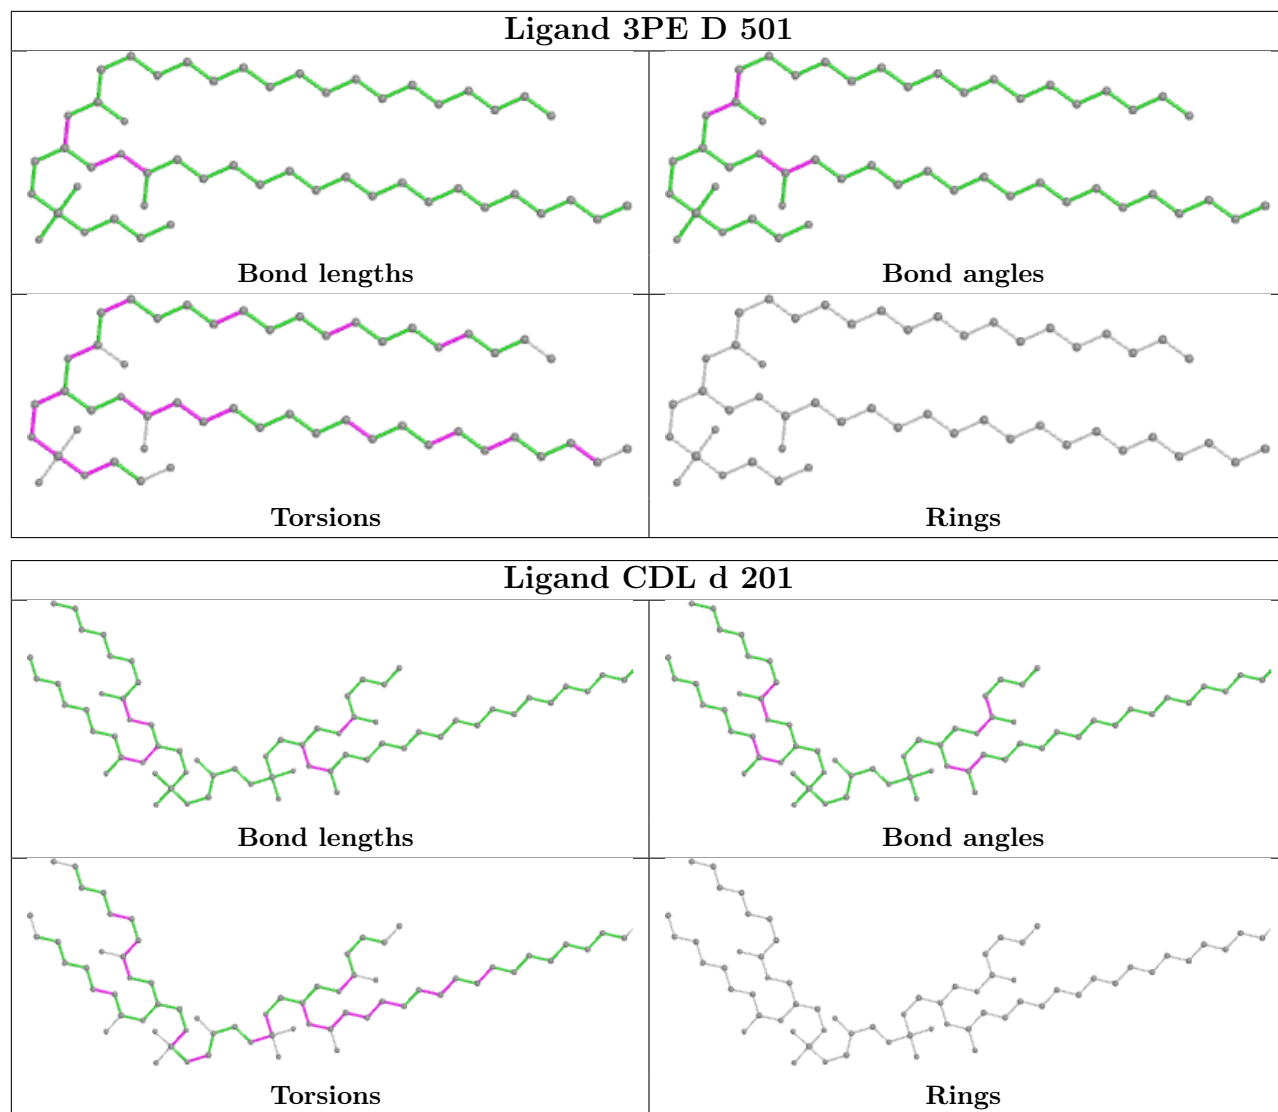 Ligand 3PE D 501
Bond lengths
Bond angles
Torsions
Rings
Ligand CDL d 201
Bond lengths
Bond angles
Torsions
Rings